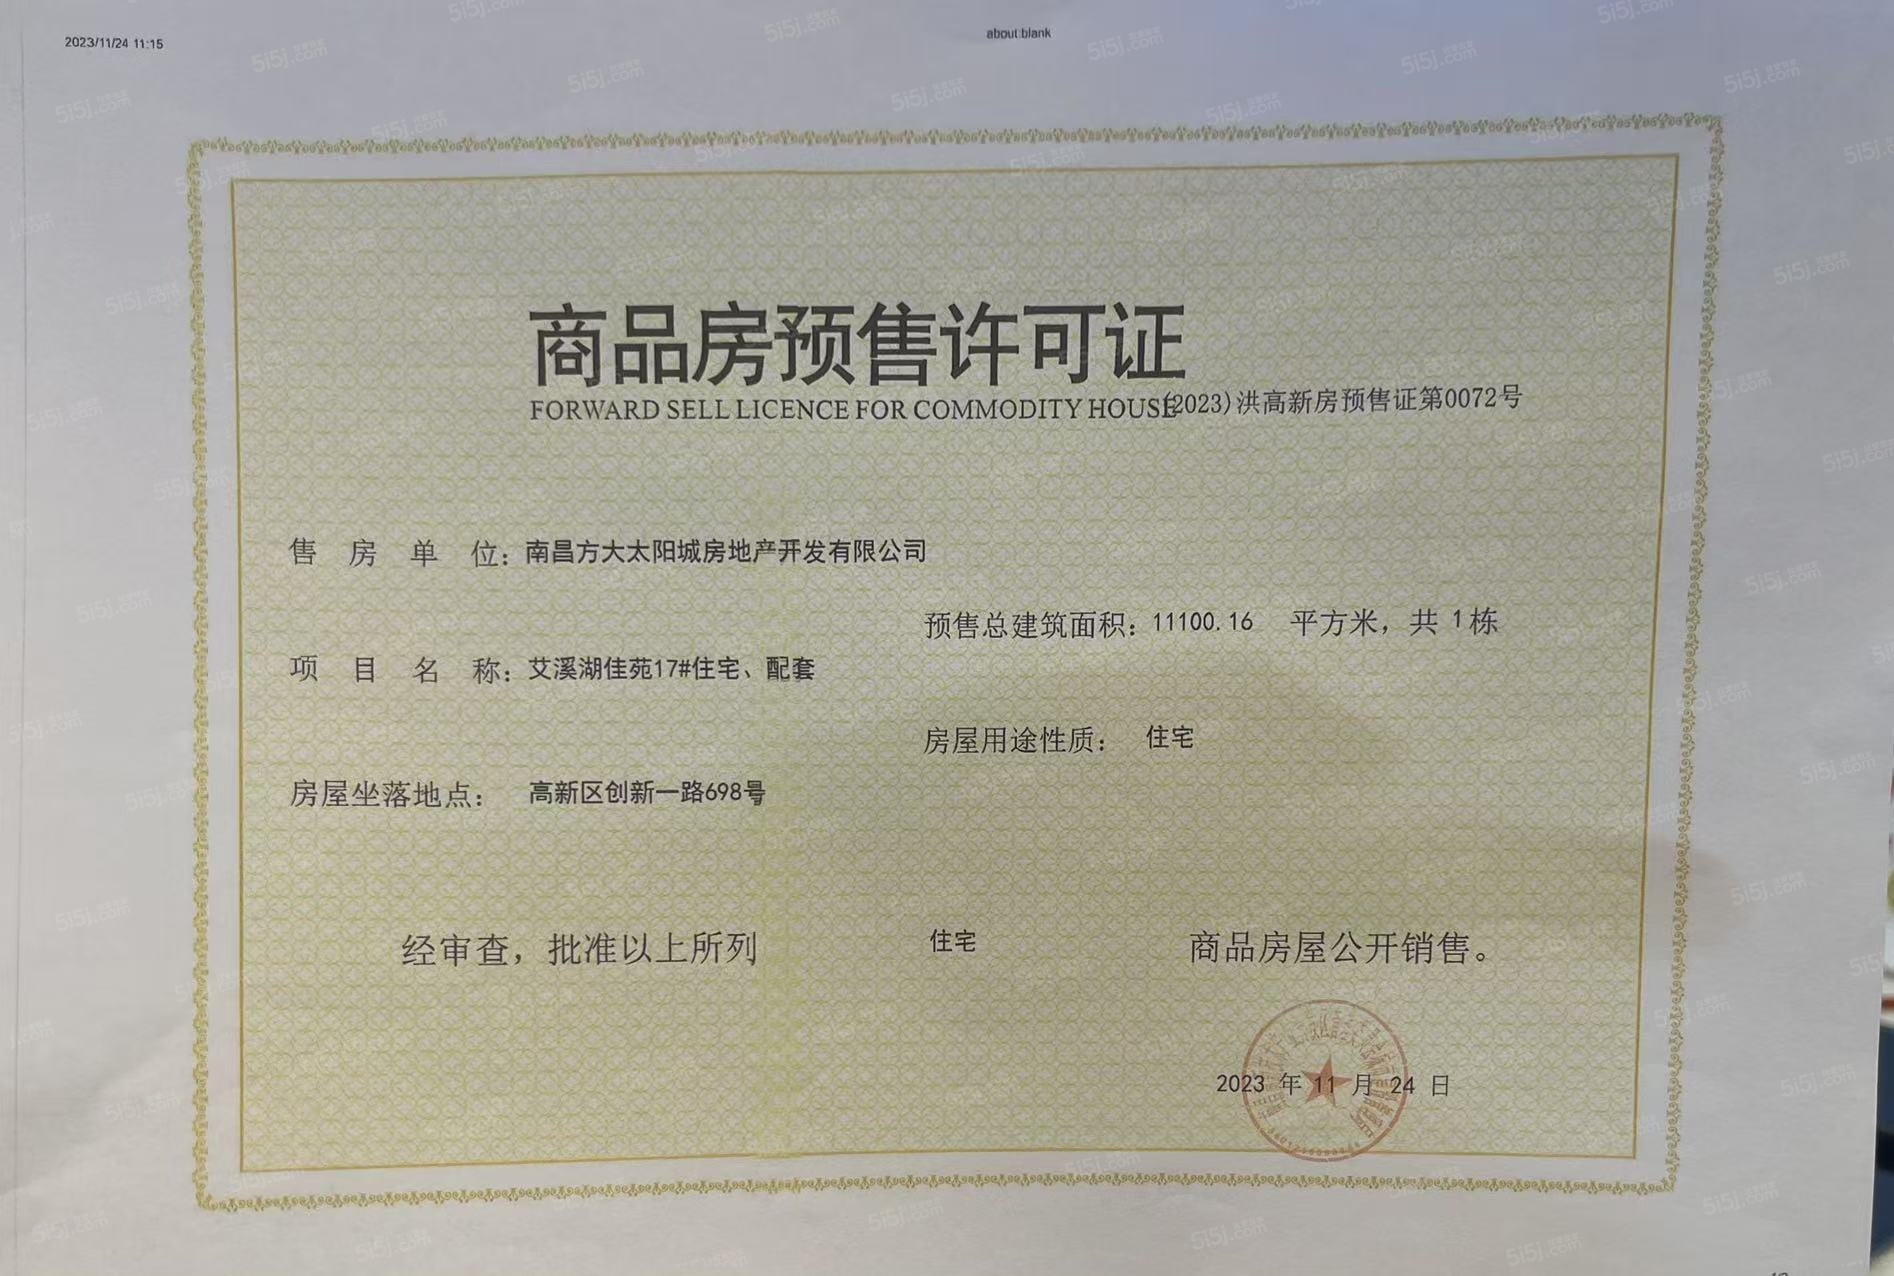 2023/11/24 11:15
about:blank
商品房预售许可证
FORWARD SELL LICENCE FOR COMMODITY HOUSE
(2023)洪高新房预售证第0072号
售房单位：南昌方大太阳城房地产开发有限公司
预售总建筑面积：11100.16 平方米，共 1 栋
项目名称：艾溪湖佳苑17#住宅、配套
房屋用途性质： 住宅
房屋坐落地点： 高新区创新一路698号
经审查，批准以上所列 住宅 商品房屋公开销售。
2023 年 11 月 24 日
5i5j.com